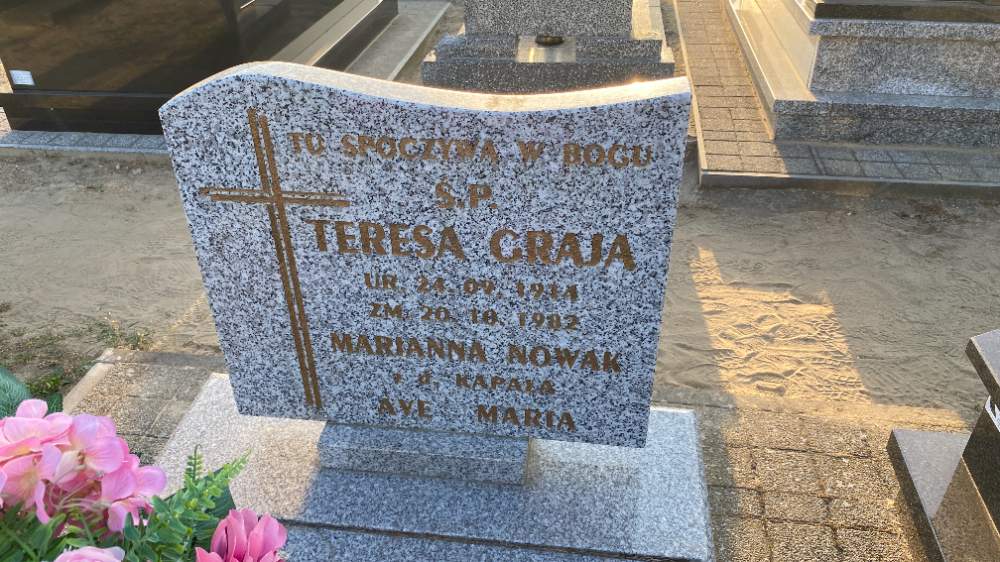 TU SPOCZYWA W BOGU
Ś.P.
TERESA GRAJA
UR. 24. 09. 1914
ZM. 20. 10. 1982
MARIANNA NOWAK
KAPAŁA
AVE MARIA